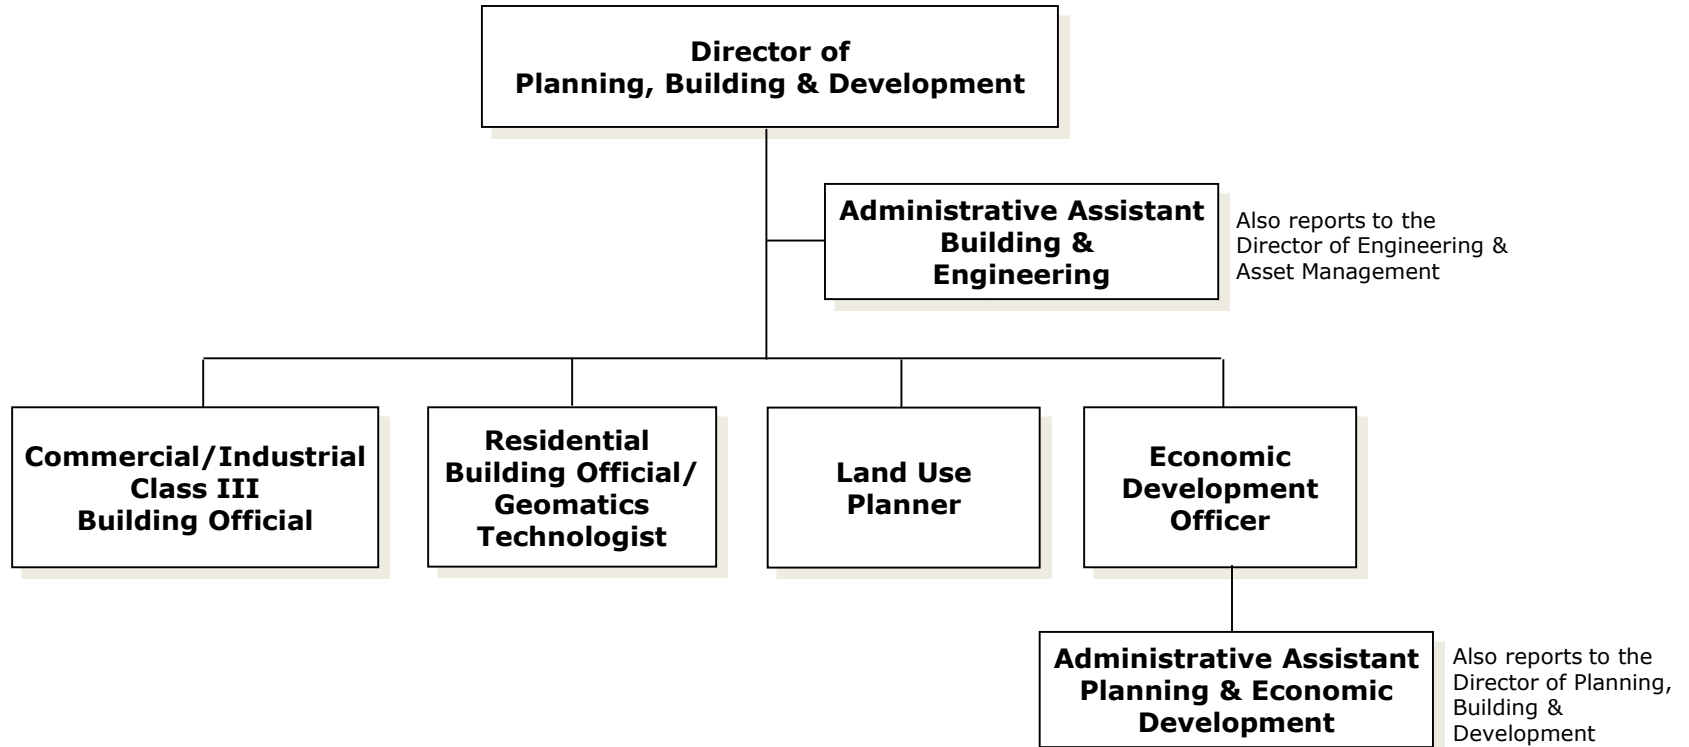 Director of
Planning, Building & Development
Administrative Assistant
Building &
Engineering
Also reports to the
Director of Engineering &
Asset Management
Commercial/Industrial
Class III
Building Official
Residential
Building Official/
Geomatics
Technologist
Land Use
Planner
Economic
Development
Officer
Administrative Assistant
Planning & Economic
Development
Also reports to the
Director of Planning,
Building &
Development